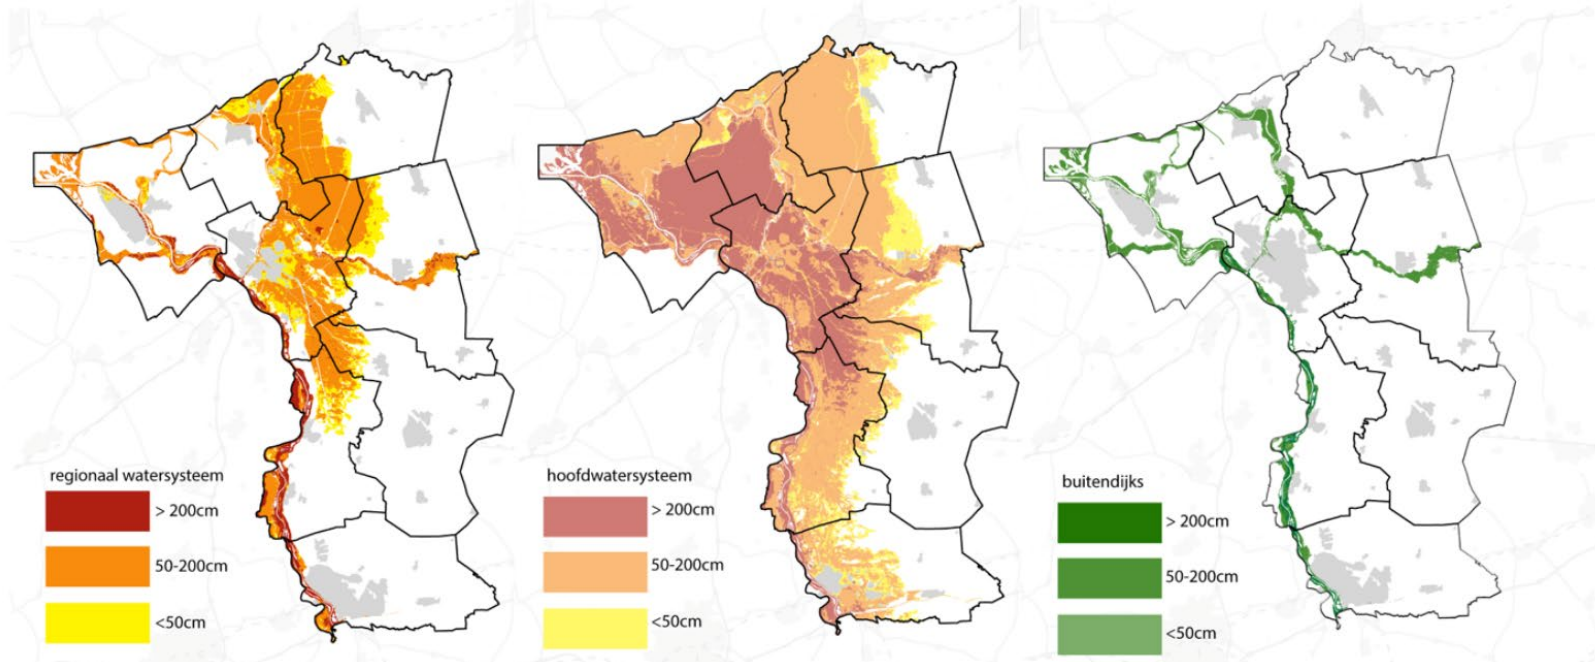 regionaal watersysteem
> 200cm
50-200cm
<50cm
hoofdwatersysteem
> 200cm
50-200cm
<50cm
buitendijks
> 200cm
50-200cm
<50cm